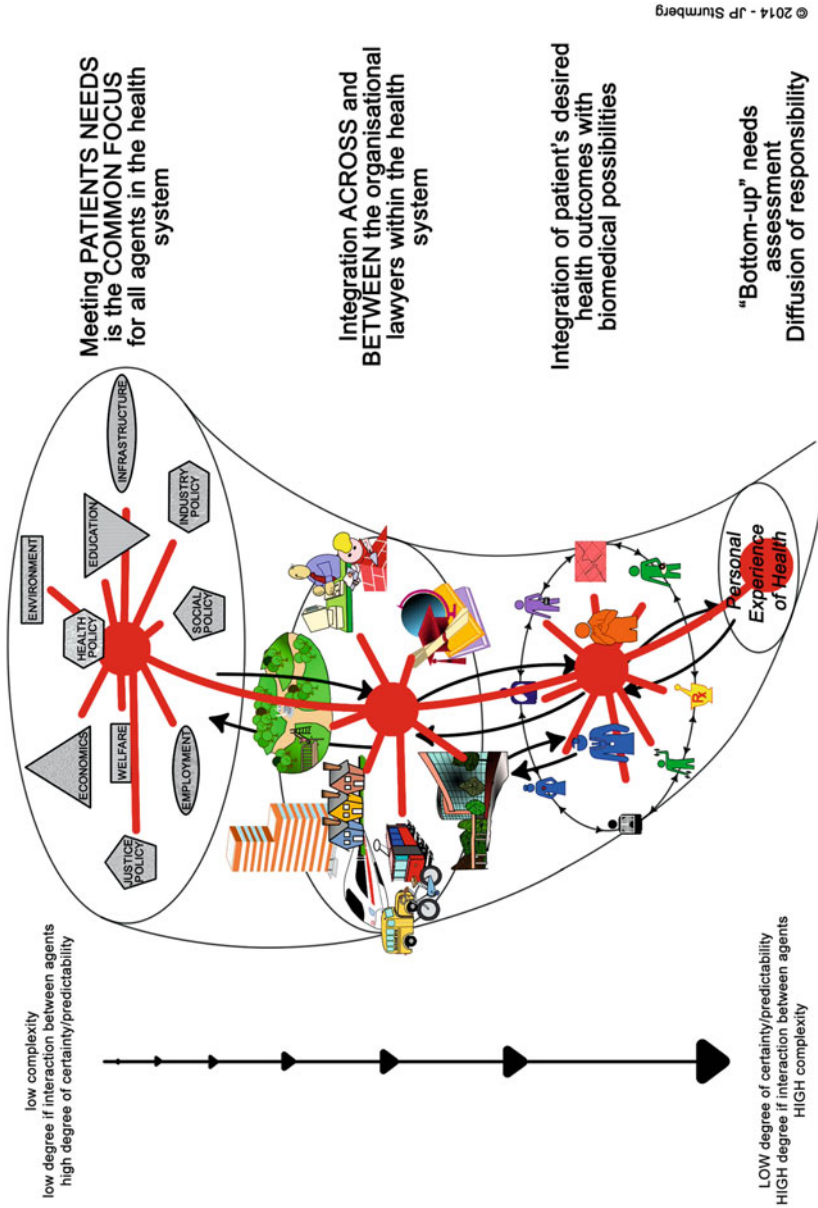 low complexity
low degree if interaction between agents
high degree of certainty/predictability
LOW degree of certainty/predictability
HIGH degree if interaction between agents
HIGH complexity
JUSTICE
POLICY
ECONOMICS
WELFARE
EMPLOYMENT
ENVIRONMENT
HEALTH
POLICY
EDUCATION
SOCIAL
POLICY
INFRASTRUCTURE
INDUSTRY
POLICY
Rx
Personal
Experience
of Health
Meeting PATIENTS NEEDS
is the COMMON FOCUS
for all agents in the health
system
Integration ACROSS and
BETWEEN the organisational
lawyers within the health
system
Integration of patient's desired
health outcomes with
biomedical possibilities
"Bottom-up" needs
assessment
Diffusion of responsibility
© 2014 - JP Sturmberg